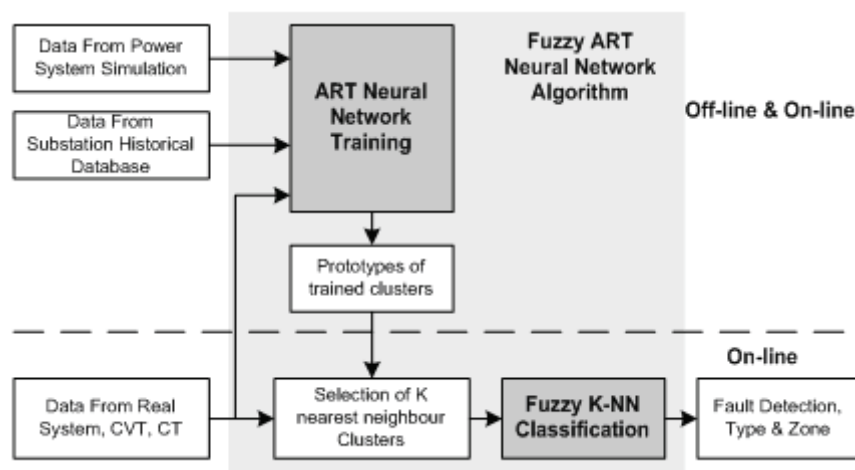 Data From Power
System Simulation
Data From
Substation Historical
Database
ART Neural
Network
Training
Fuzzy ART
Neural Network
Algorithm
Off-line & On-line
Prototypes of
trained clusters
On-line
Data From Real
System, CVT, CT
Selection of K
nearest neighbour
Clusters
Fuzzy K-NN
Classification
Fault Detection,
Type & Zone